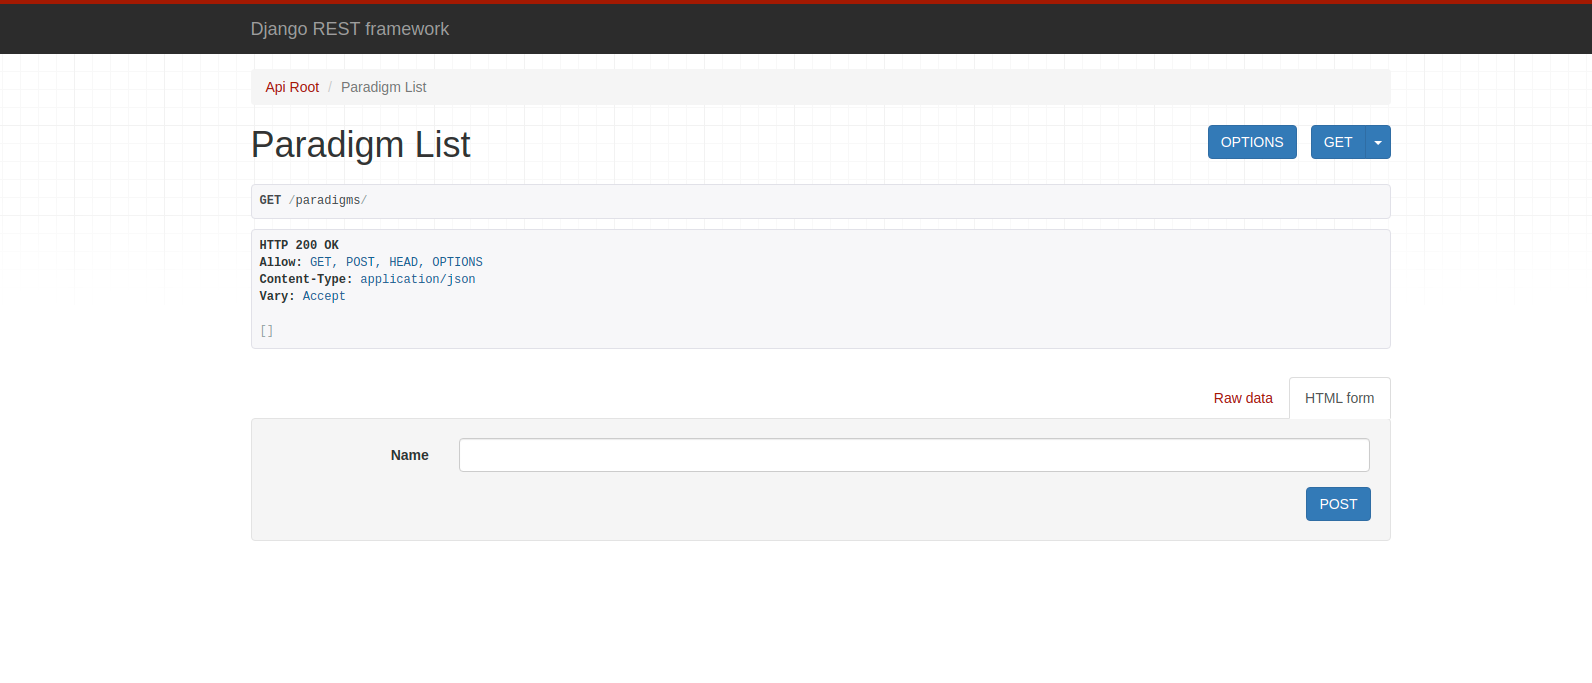 Django REST framework
Api Root / Paradigm List
Paradigm List
OPTIONS GET
GET /paradigms/
HTTP 200 OK
Allow: GET, POST, HEAD, OPTIONS
Content-Type: application/json
Vary: Accept
[]
Raw data HTML form
Name
POST